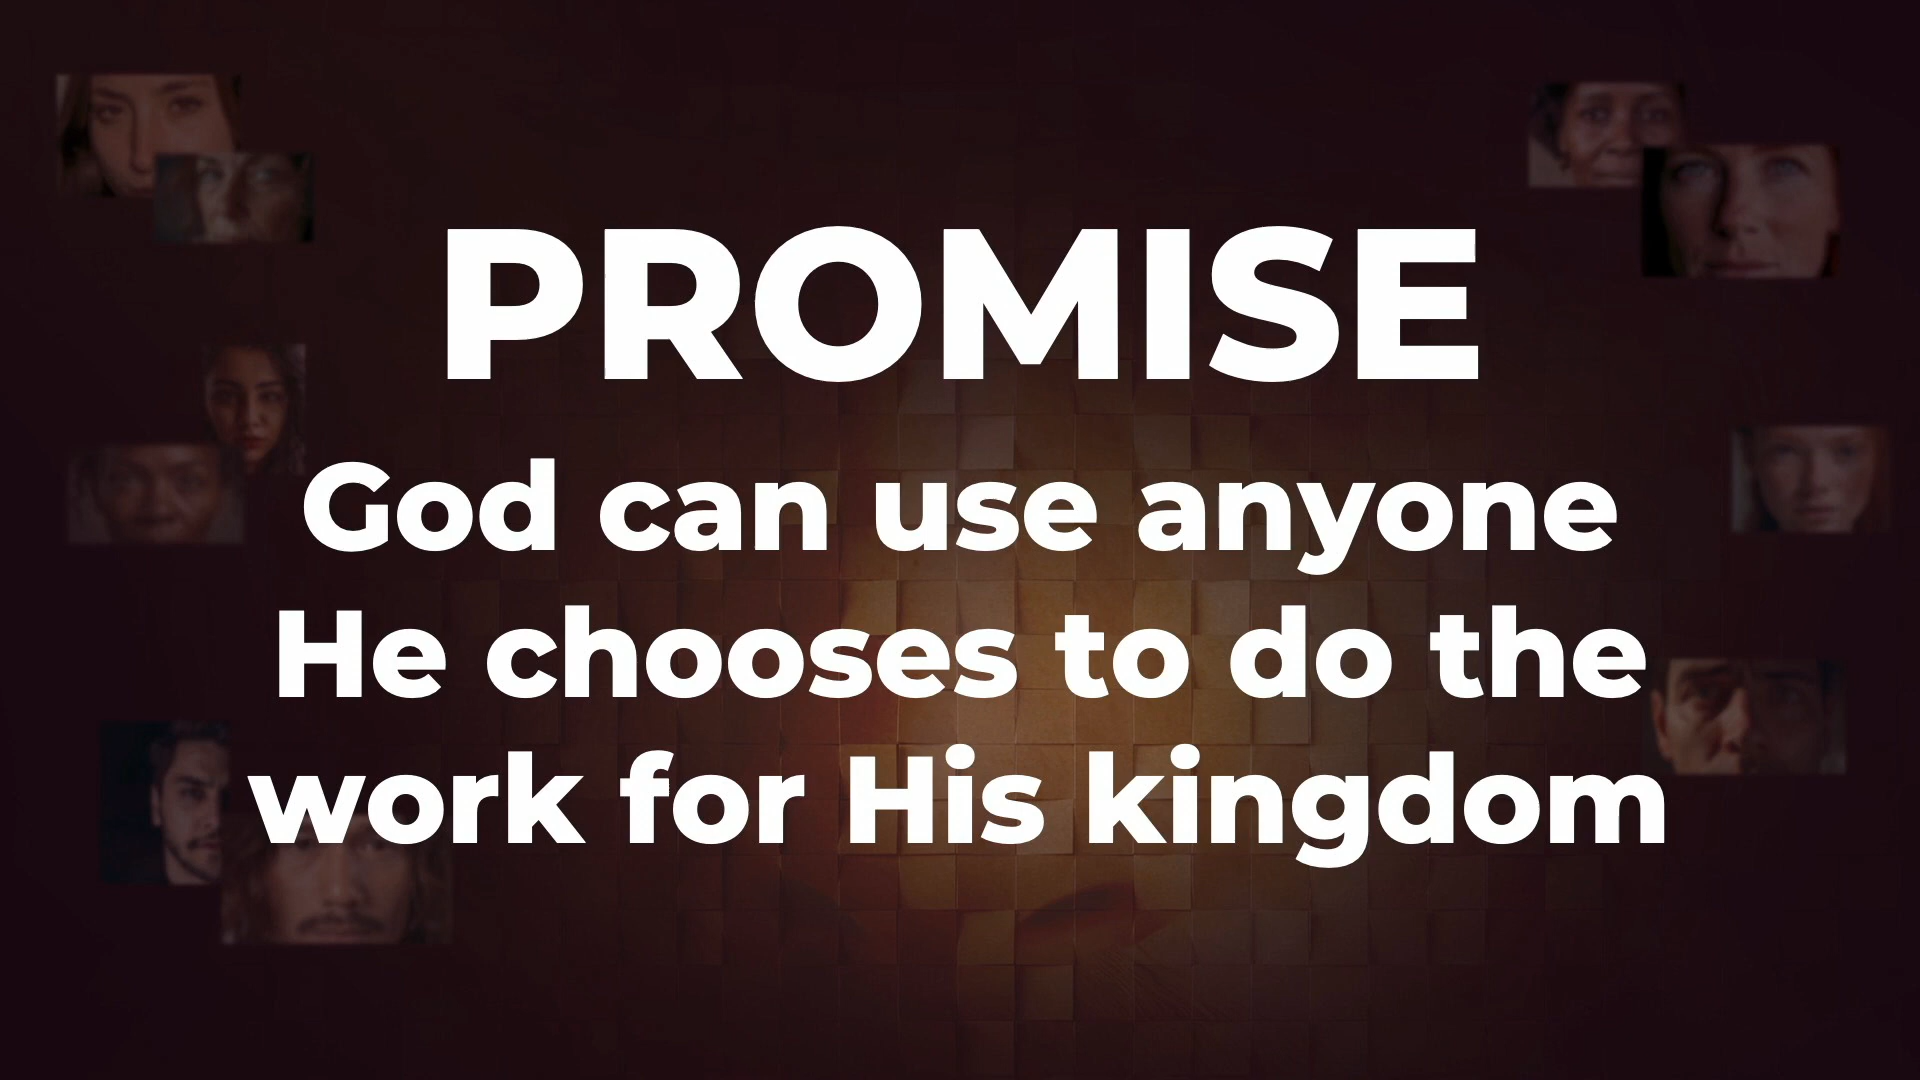 PROMISE
God can use anyone
He chooses to do the
work for His kingdom